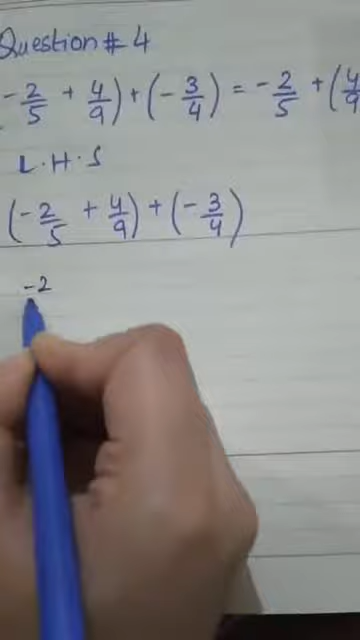 Question # 4
-2/5 + 4/9) + (-3/4) = -2/5 + (4/9
L.H.S
(-2/5 + 4/9) + (-3/4)
-2